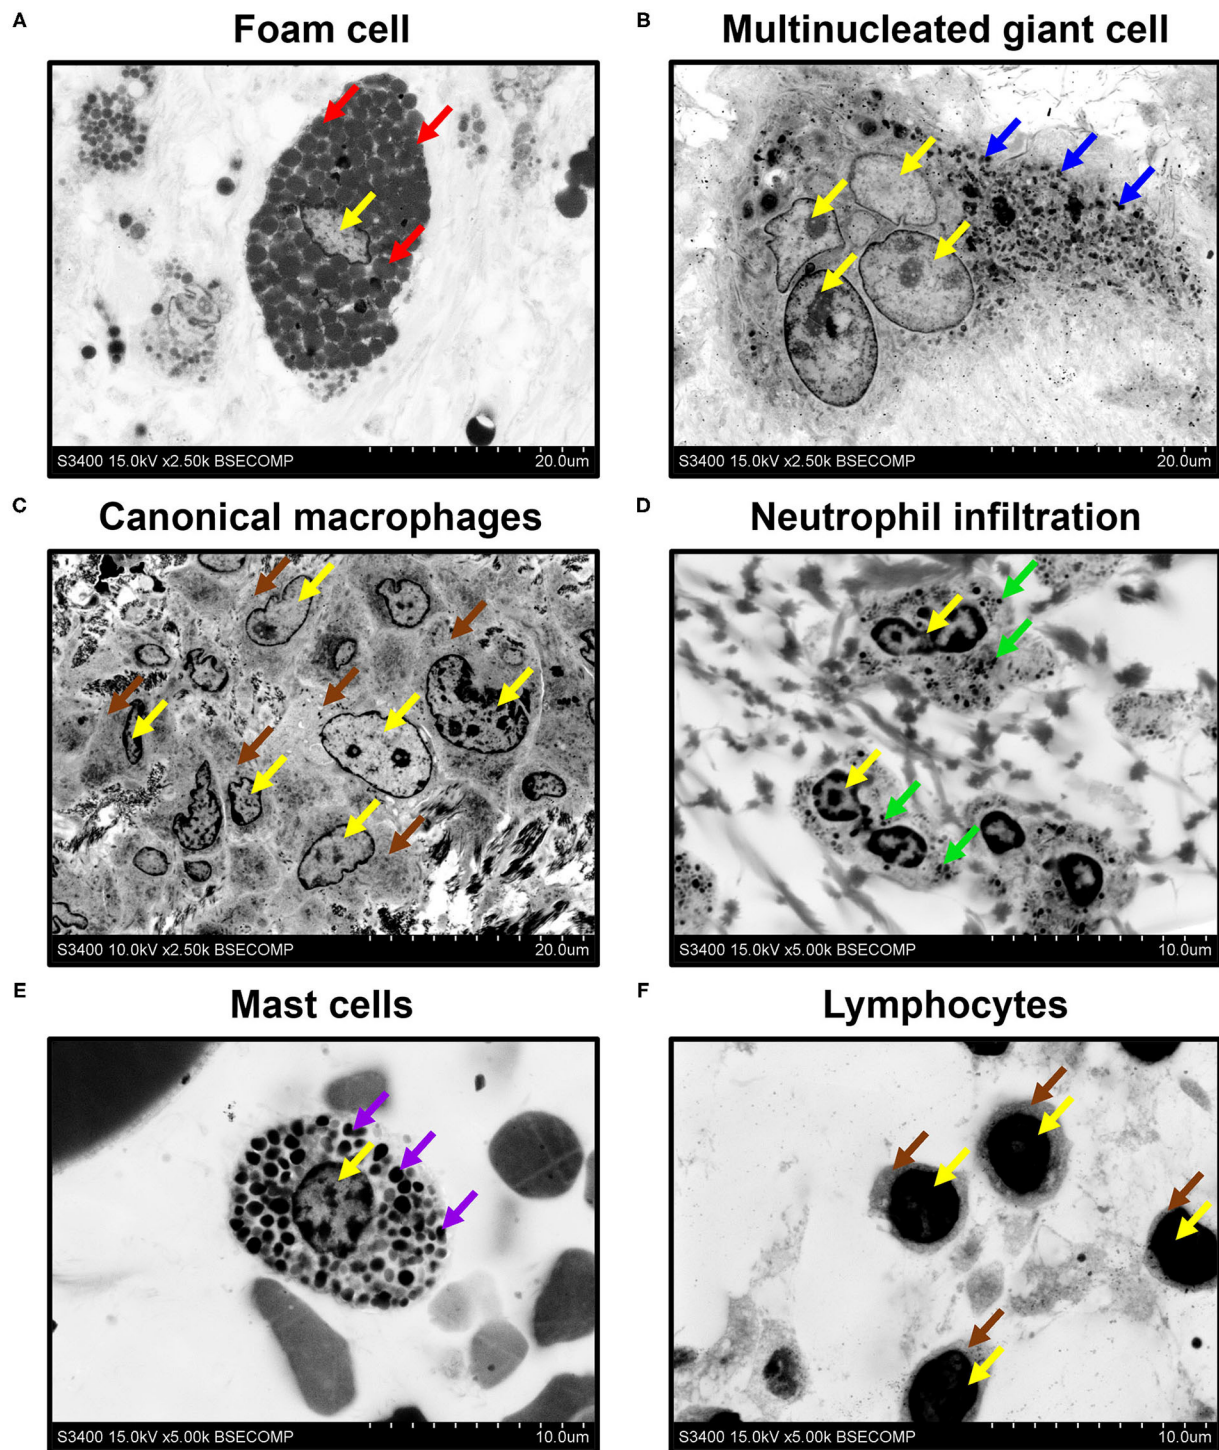 A
Foam cell
S3400 15.0kV x2.50k BSECOMP 20.0um
B
Multinucleated giant cell
S3400 15.0kV x2.50k BSECOMP 20.0um
C
Canonical macrophages
S3400 10.0kV x2.50k BSECOMP 20.0um
D
Neutrophil infiltration
S3400 15.0kV x5.00k BSECOMP 10.0um
E
Mast cells
S3400 15.0kV x5.00k BSECOMP 10.0um
F
Lymphocytes
S3400 15.0kV x5.00k BSECOMP 10.0um